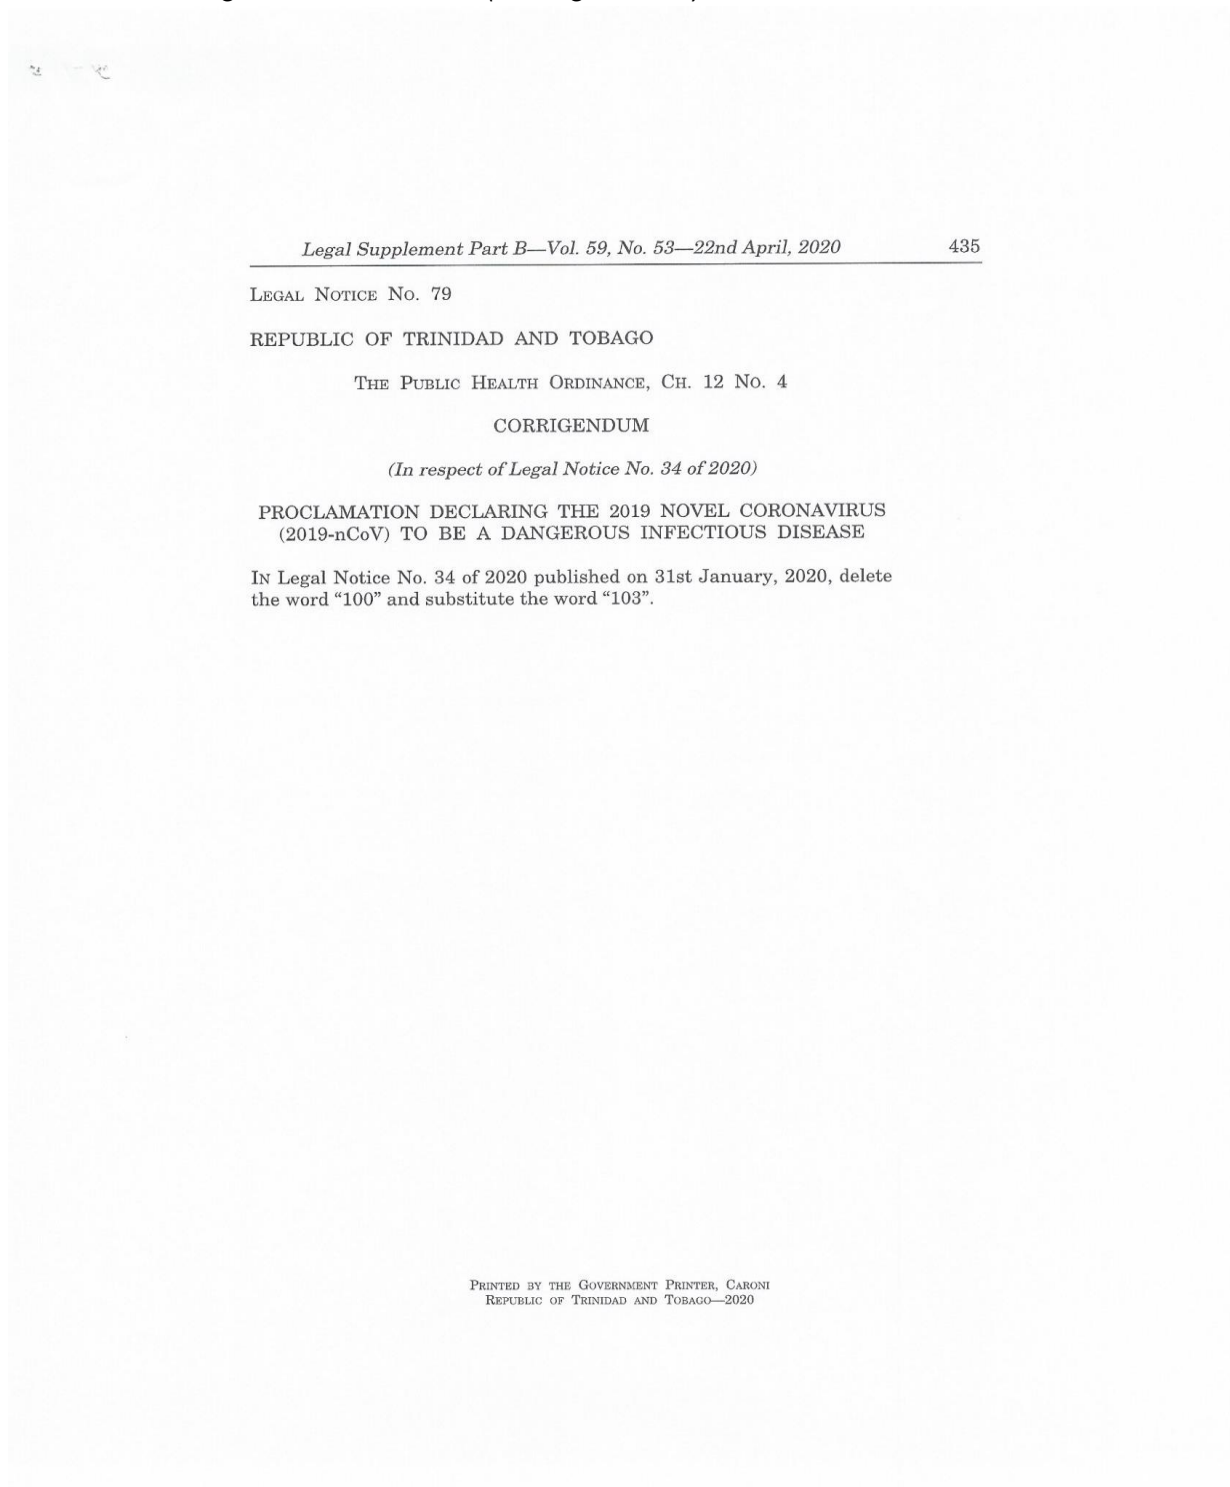 Legal Supplement Part B—Vol. 59, No. 53—22nd April, 2020 435
LEGAL NOTICE NO. 79
REPUBLIC OF TRINIDAD AND TOBAGO
THE PUBLIC HEALTH ORDINANCE, CH. 12 NO. 4
CORRIGENDUM
(In respect of Legal Notice No. 34 of 2020)
PROCLAMATION DECLARING THE 2019 NOVEL CORONAVIRUS
(2019-nCoV) TO BE A DANGEROUS INFECTIOUS DISEASE
IN Legal Notice No. 34 of 2020 published on 31st January, 2020, delete
the word “100” and substitute the word “103”.
PRINTED BY THE GOVERNMENT PRINTER, CARONI
REPUBLIC OF TRINIDAD AND TOBAGO—2020